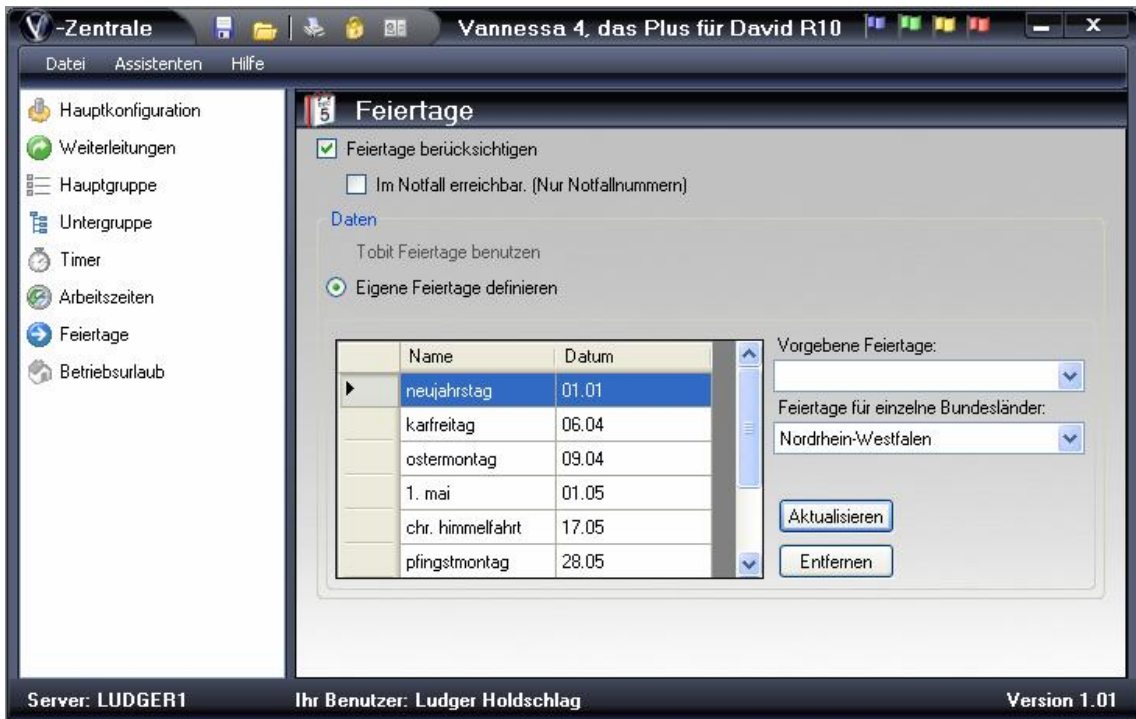 V-Zentrale
Vannessa 4, das Plus für David R10
Datei Assistenten Hilfe
Hauptkonfiguration
Weiterleitungen
Hauptgruppe
Untergruppe
Timer
Arbeitszeiten
Feiertage
Betriebsurlaub
5 Feiertage
Feiertage berücksichtigen
Im Notfall erreichbar. (Nur Notfallnummern)
Daten
Tobit Feiertage benutzen
Eigene Feiertage definieren
Name Datum
neujahrstag 01.01
karfreitag 06.04
ostermontag 09.04
1. mai 01.05
chr. himmelfahrt 17.05
pfingstmontag 28.05
Vorgebene Feiertage:
Feiertage für einzelne Bundesländer:
Nordrhein-Westfalen
Aktualisieren
Entfernen
Server: LUDGER1 Ihr Benutzer: Ludger Holdschlag Version 1.01